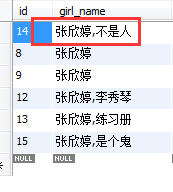 id girl_name
14 张欣婷,不是人
8 张欣婷
9 张欣婷
12 张欣婷,李秀琴
13 张欣婷,练习册
15 张欣婷,是个鬼
NULL NULL